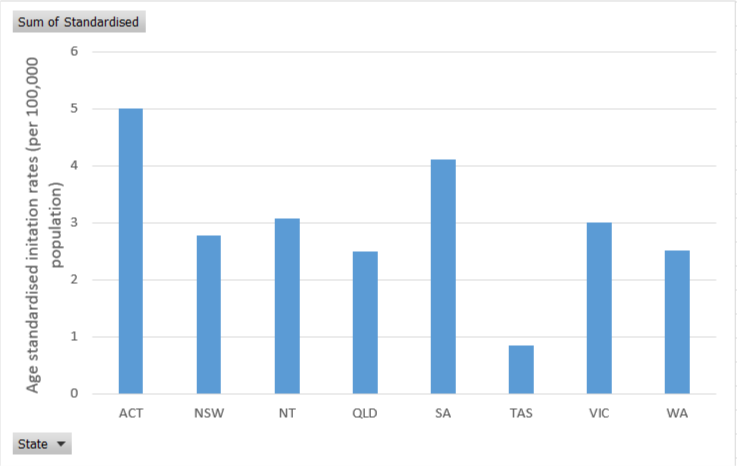 Sum of Standardised
Age standardised initation rates (per 100,000
population)
6
5
4
3
2
1
0
ACT NSW NT QLD SA TAS VIC WA
State